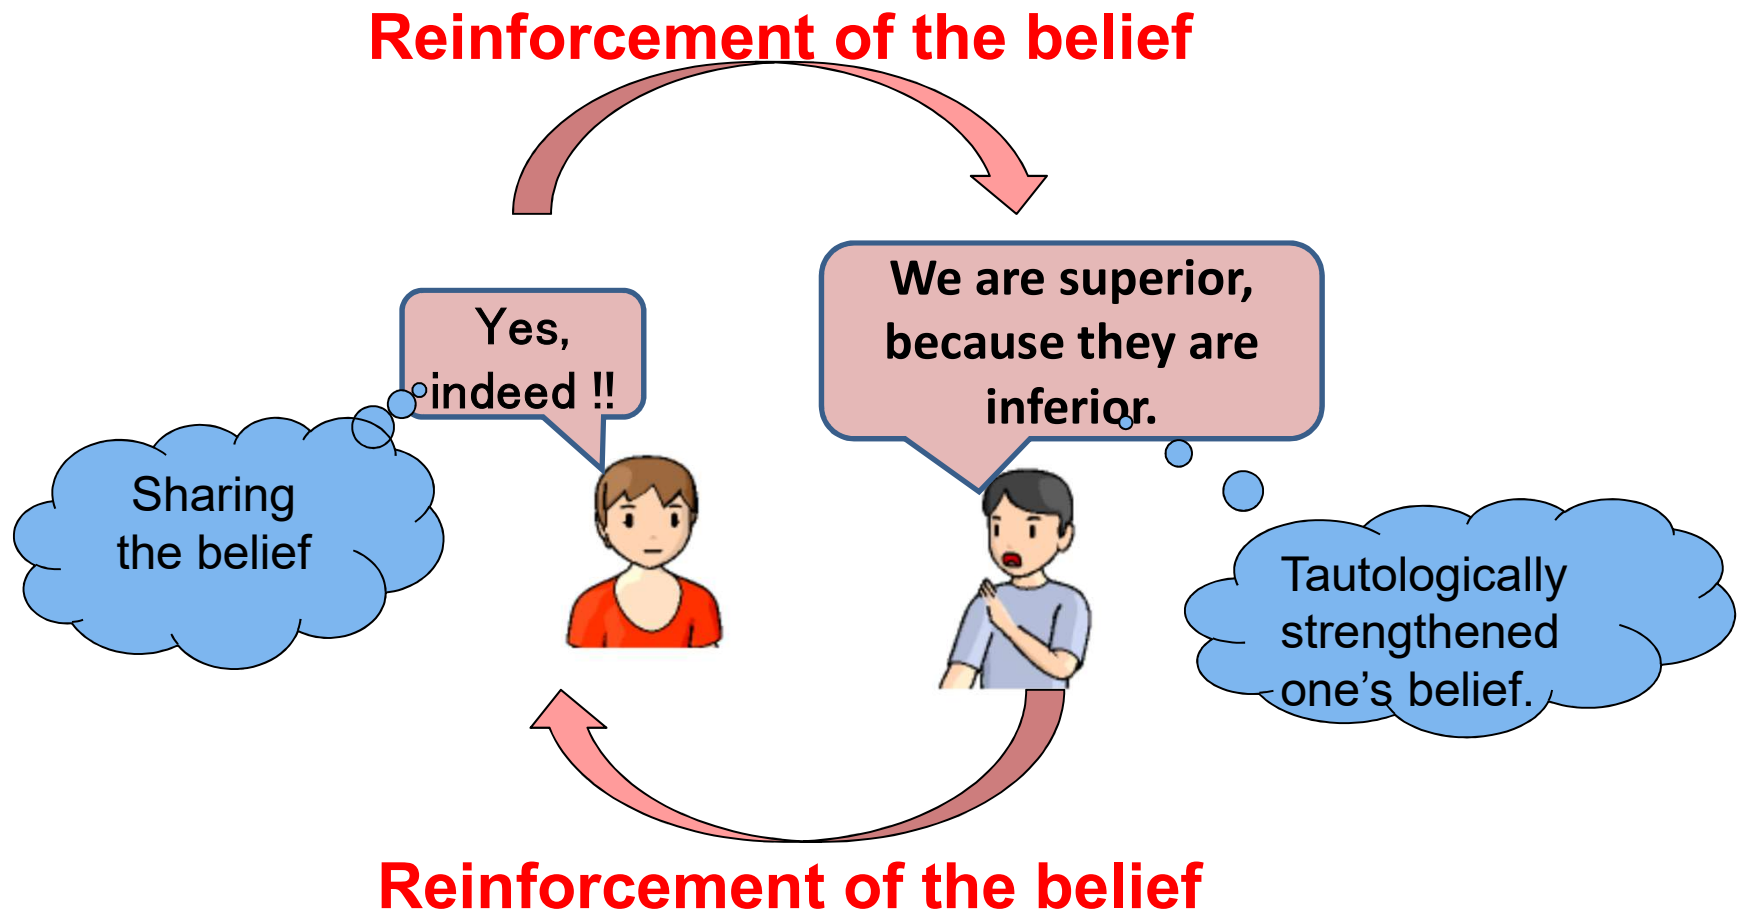 Reinforcement of the belief
We are superior,
because they are
inferior.
Yes,
indeed !!
Sharing
the belief
Tautologically
strengthened
one’s belief.
Reinforcement of the belief